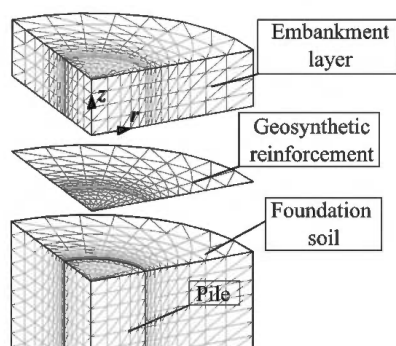 Embankment
layer
z
r
Geosynthetic
reinforcement
Foundation
soil
Pile